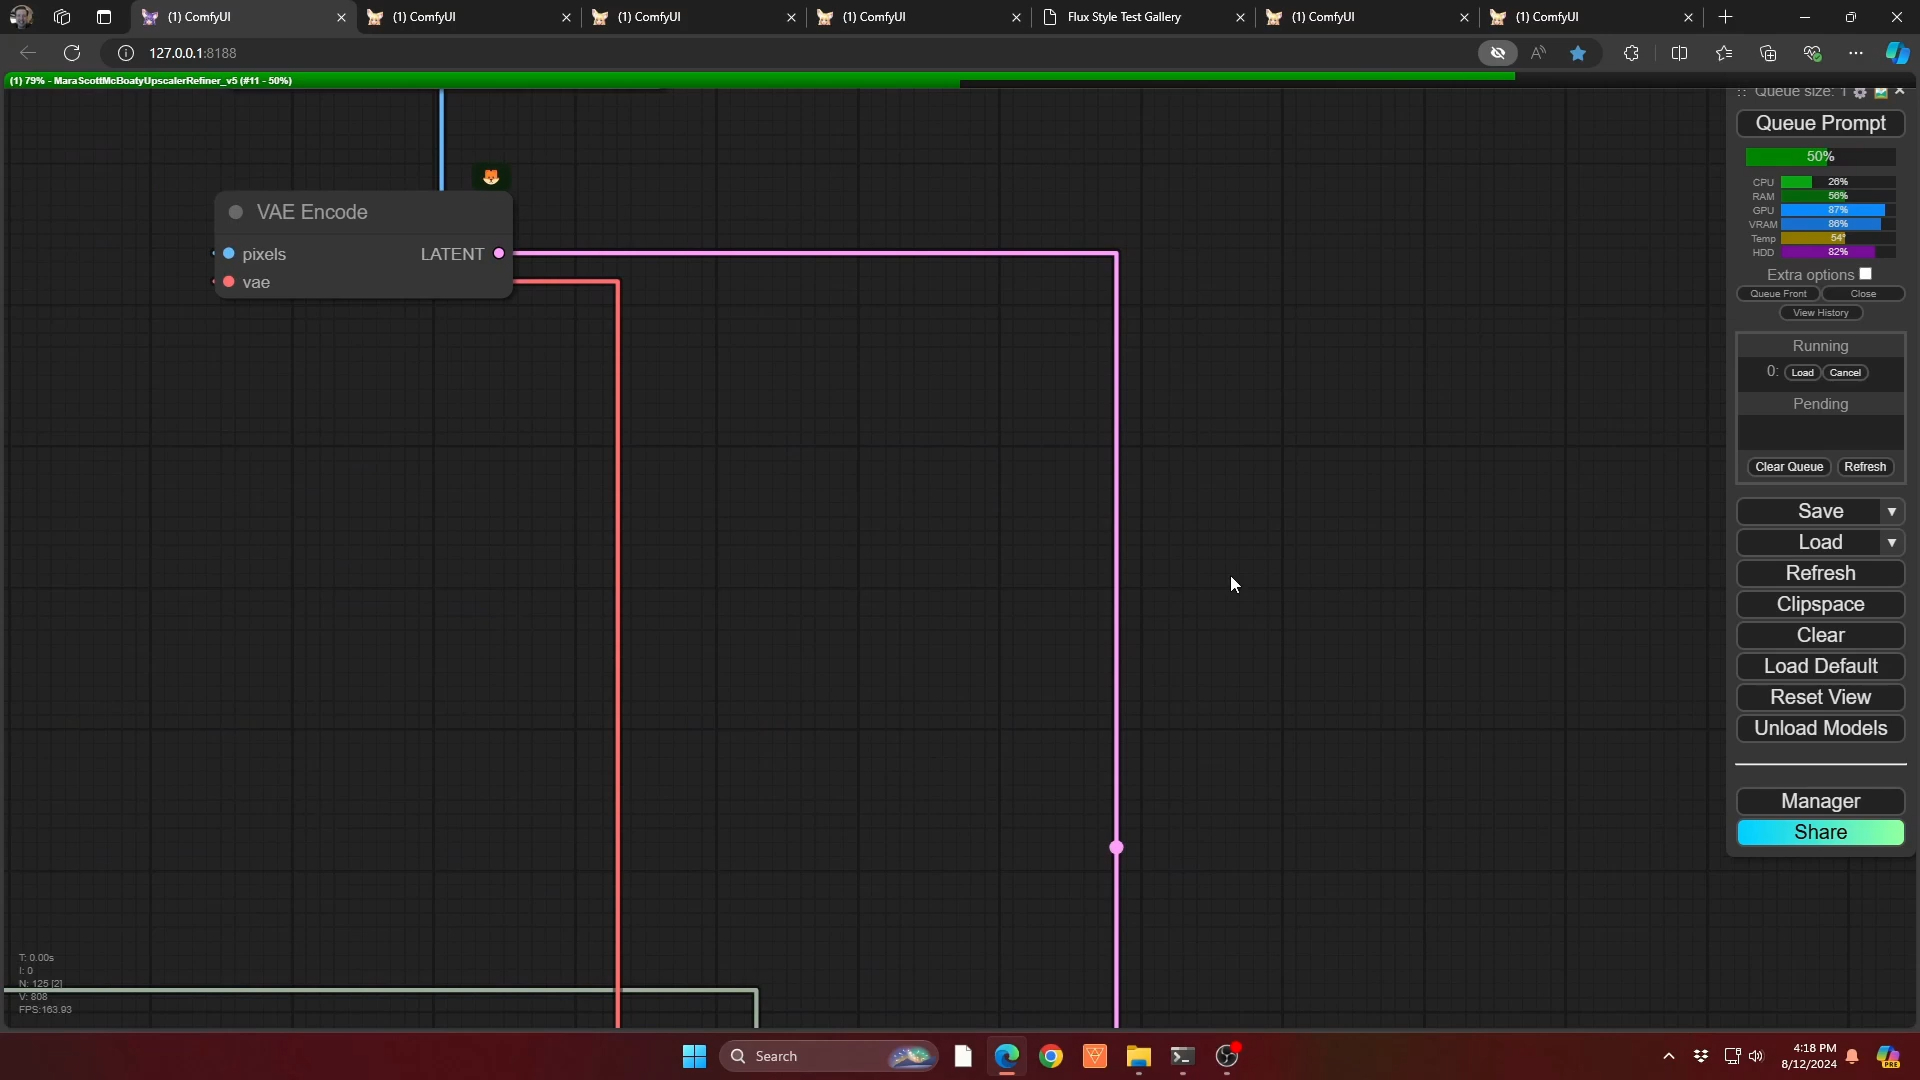 (1) ComfyUI
(1) ComfyUI
(1) ComfyUI
(1) ComfyUI
Flux Style Test Gallery
(1) ComfyUI
(1) ComfyUI
127.0.0.1:8188
(1) 79% - MaraScottMcBoatyUpscalerRefiner_v5 (#11 - 50%)
Queue size: 1
Queue Prompt
50%
CPU 26%
RAM 56%
GPU 87%
VRAM 86%
Temp 54°
HDD 82%
Extra options
Queue Front Close
View History
Running
0: Load Cancel
Pending
Clear Queue Refresh
Save
Load
Refresh
Clipspace
Clear
Load Default
Reset View
Unload Models
Manager
Share
VAE Encode
pixels LATENT
vae
T: 0.00s
I: 0
N: 125 [2]
V: 808
FPS:163.93
Search
4:18 PM
8/12/2024
PRE